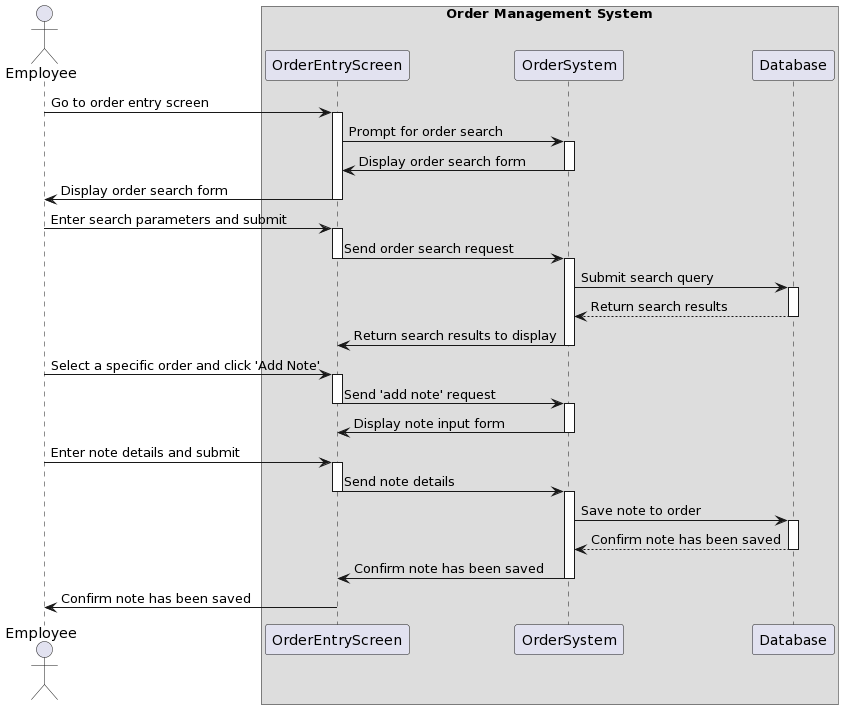 Order Management System
Employee
OrderEntryScreen
OrderSystem
Database
Go to order entry screen
Prompt for order search
Display order search form
Display order search form
Enter search parameters and submit
Send order search request
Submit search query
Return search results
Return search results to display
Select a specific order and click 'Add Note'
Send 'add note' request
Display note input form
Enter note details and submit
Send note details
Save note to order
Confirm note has been saved
Confirm note has been saved
Confirm note has been saved
Employee
OrderEntryScreen
OrderSystem
Database